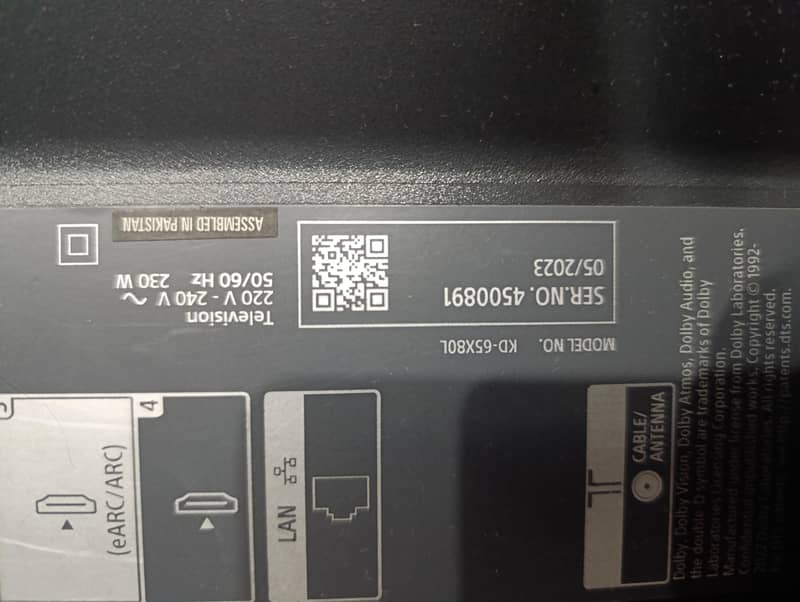 MODEL NO. KD-65X80L
SER.NO. 4500891
05/2023
Television
220 V - 240 V ~
50/60 Hz 230 W
ASSEMBLED IN PAKISTAN
3
(eARC/ARC)
4
LAN
CABLE/
ANTENNA
Dolby, Dolby Vision, Dolby Atmos, Dolby Audio, and
the double-D symbol are trademarks of Dolby
Laboratories Licensing Corporation.
Manufactured under license from Dolby Laboratories.
Confidential unpublished works. Copyright © 1992-
All rights reserved.
patents.dts.com.